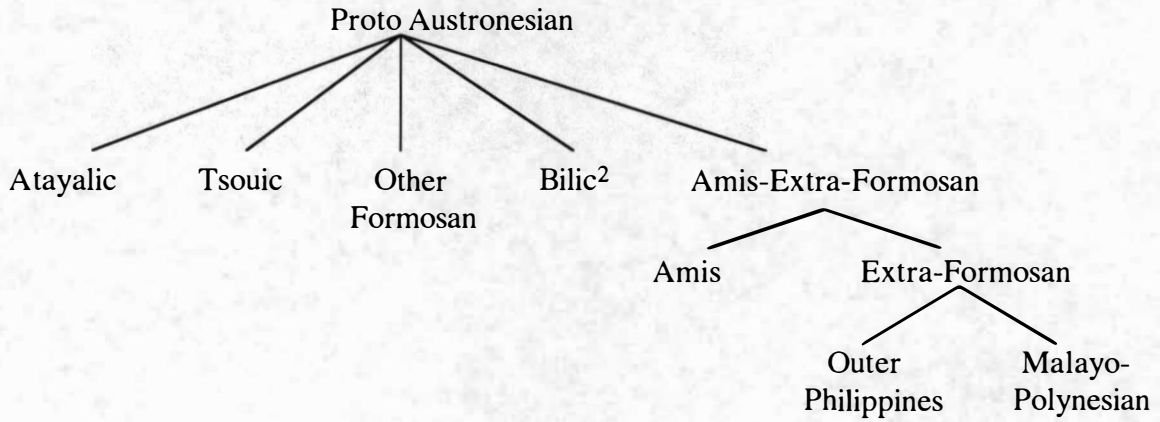 Proto Austronesian
Atayalic Tsouic Other Formosan Bilic² Amis-Extra-Formosan
Amis Extra-Formosan
Outer Philippines Malayo-Polynesian